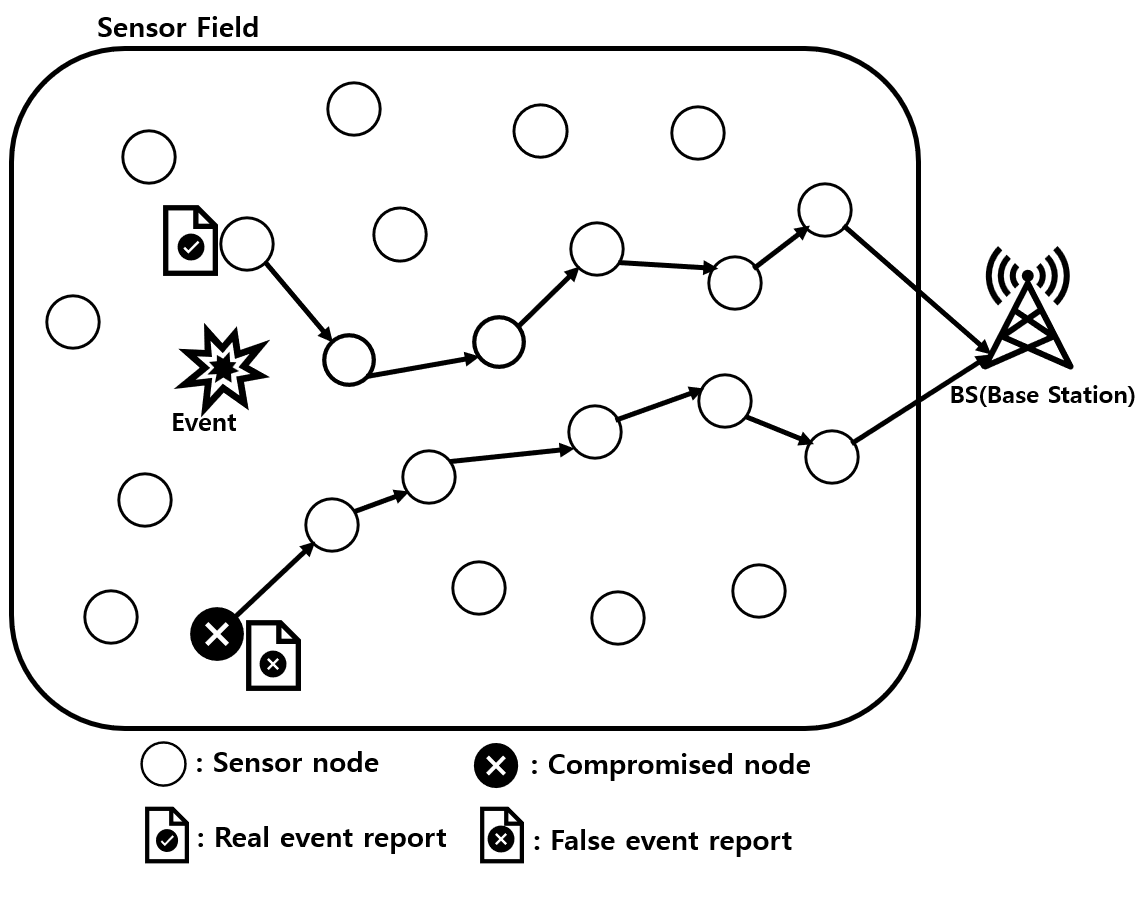 Sensor Field
Event
BS(Base Station)
: Sensor node
: Compromised node
: Real event report
: False event report